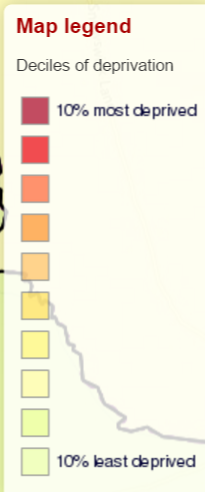 Map legend
Deciles of deprivation
10% most deprived
10% least deprived